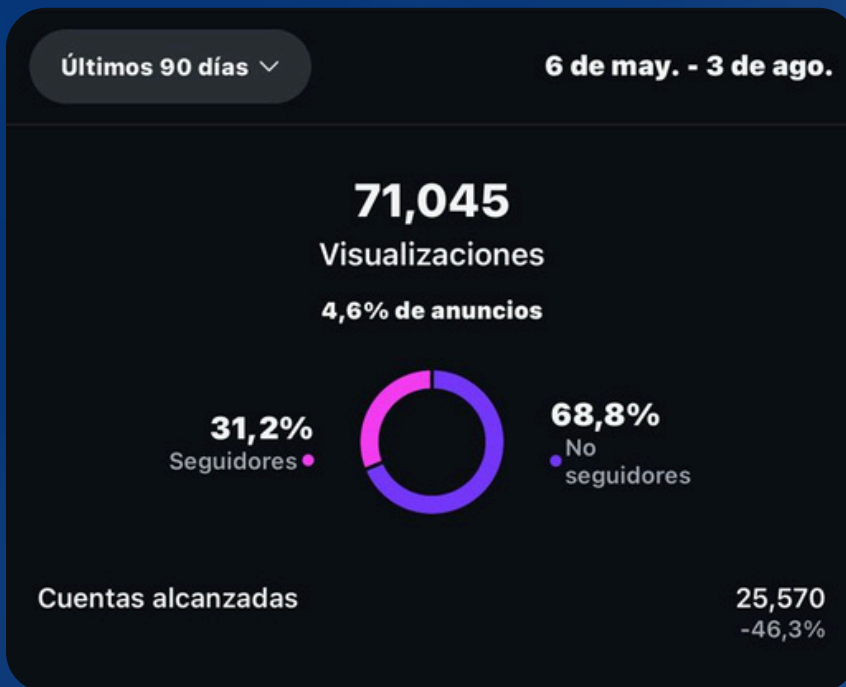 Últimos 90 días
6 de may. - 3 de ago.
71,045
Visualizaciones
4,6% de anuncios
31,2%
Seguidores
68,8%
No
seguidores
Cuentas alcanzadas
25,570
-46,3%